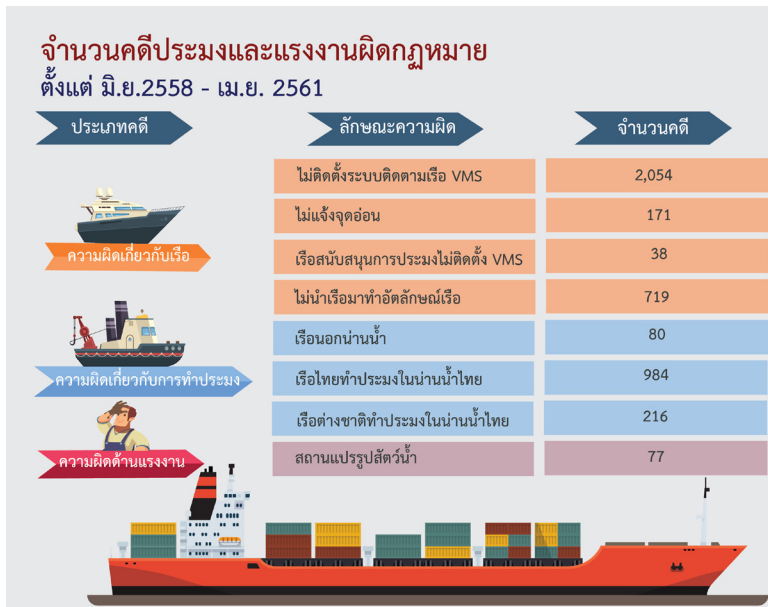 จำนวนคดีประมงและแรงงานผิดกฎหมาย
ตั้งแต่ มิ.ย.2558 - เม.ย. 2561
ประเภทคดี
ลักษณะความผิด
จำนวนคดี
ความผิดเกี่ยวกับเรือ
ไม่ติดตั้งระบบติดตามเรือ VMS
2,054
ไม่แจ้งจุดอ่อน
171
เรือสนับสนุนการประมงไม่ติดตั้ง VMS
38
ไม่นำเรือมาทำอัตลักษณ์เรือ
719
ความผิดเกี่ยวกับการทำประมง
เรือนอกน่านน้ำ
80
เรือไทยทำประมงในน่านน้ำไทย
984
เรือต่างชาติทำประมงในน่านน้ำไทย
216
ความผิดด้านแรงงาน
สถานแปรรูปสัตว์น้ำ
77